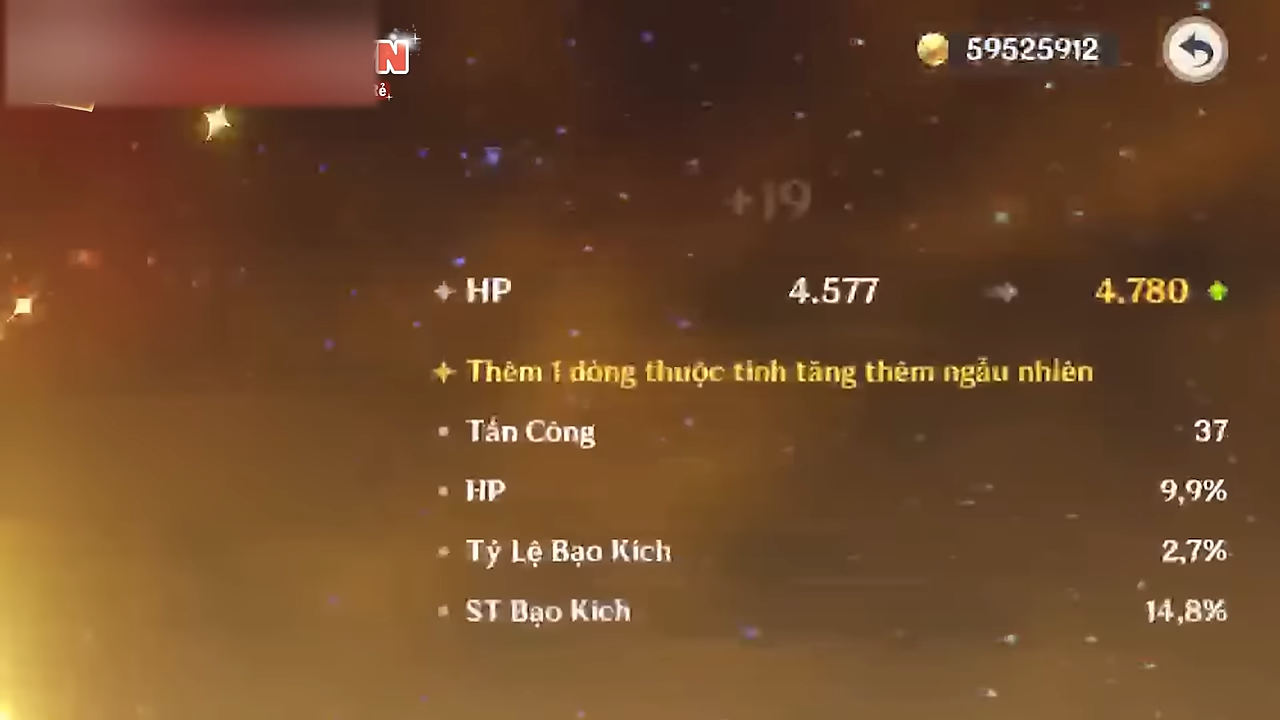 N
59525912
+19
HP 4.577 4.780
Thêm 1 dòng thuộc tính tăng thêm ngẫu nhiên
Tấn Công 37
HP 9,9%
Tỷ Lệ Bạo Kích 2,7%
ST Bạo Kích 14,8%